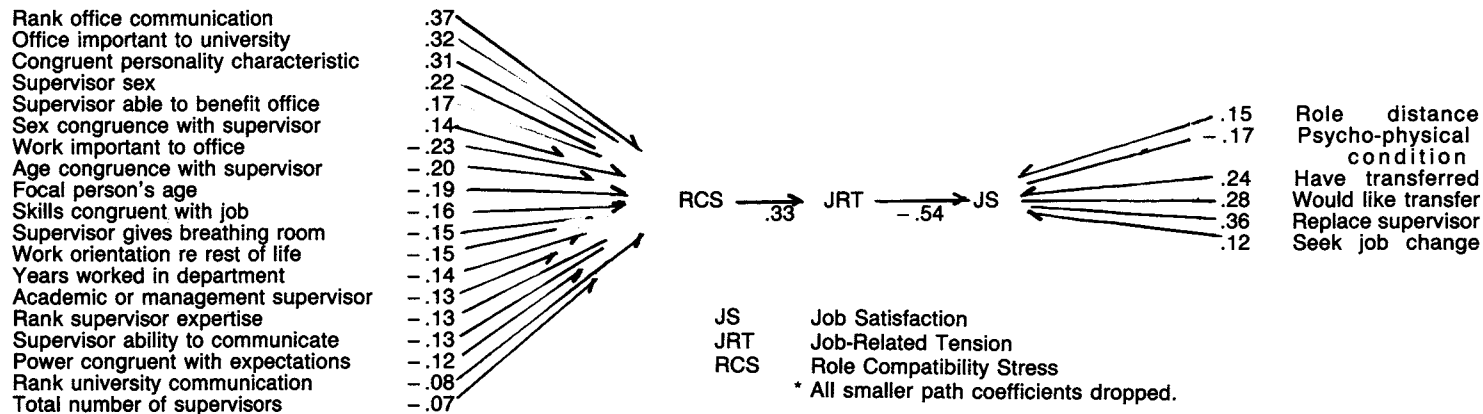 Rank office communication .37
Office important to university .32
Congruent personality characteristic .31
Supervisor sex .22
Supervisor able to benefit office .17
Sex congruence with supervisor .14
Work important to office -.23
Age congruence with supervisor -.20
Focal person's age -.19
Skills congruent with job -.16
Supervisor gives breathing room -.15
Work orientation re rest of life -.15
Years worked in department -.14
Academic or management supervisor -.13
Rank supervisor expertise -.13
Supervisor ability to communicate -.13
Power congruent with expectations -.12
Rank university communication -.08
Total number of supervisors -.07
RCS .33 JRT -.54 JS
.15 Role distance
-.17 Psycho-physical
condition
.24 Have transferred
.28 Would like transfer
.36 Replace supervisor
.12 Seek job change
JS Job Satisfaction
JRT Job-Related Tension
RCS Role Compatibility Stress
* All smaller path coefficients dropped.